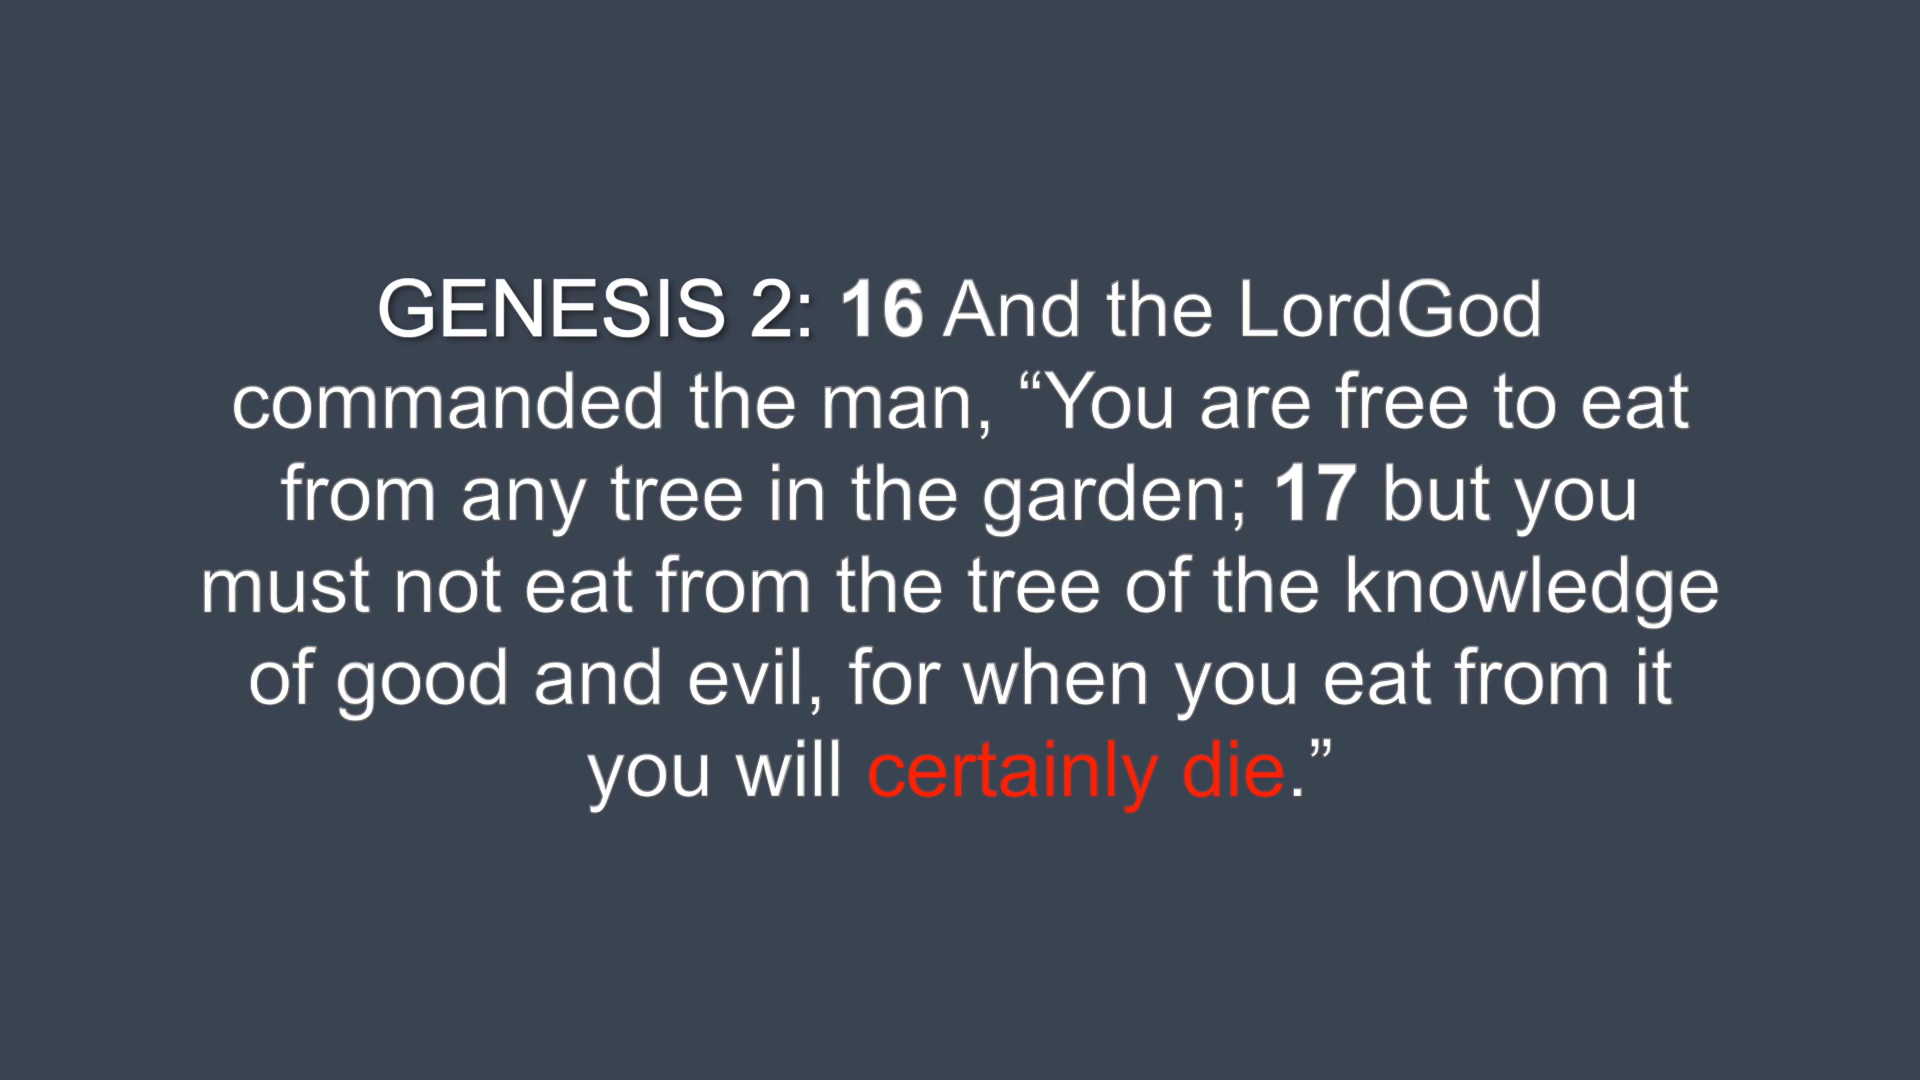 GENESIS 2: 16 And the LordGod
commanded the man, “You are free to eat
from any tree in the garden; 17 but you
must not eat from the tree of the knowledge
of good and evil, for when you eat from it
you will certainly die.”